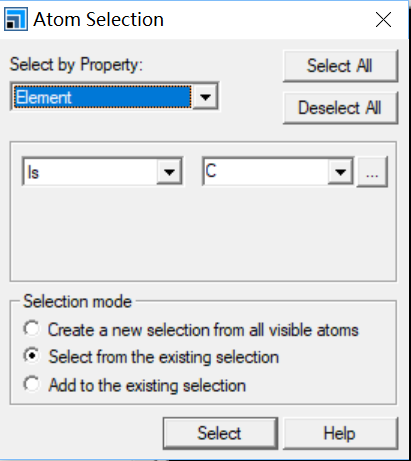 Atom Selection
Select by Property:
Select All
Element
Deselect All
Is
C
...
Selection mode
Create a new selection from all visible atoms
Select from the existing selection
Add to the existing selection
Select
Help